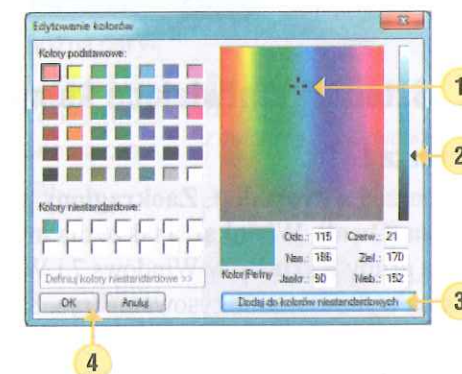 Edytowanie kolorów
Kolory podstawowe:
1
2
Kolory niestandardowe:
Odc.: 115 Czerw.: 21
Nas.: 186 Ziel.: 170
Kolor|Pełny Jaskr.: 90 Nieb.: 152
Definiuj kolory niestandardowe >>
OK Anuluj Dodaj do kolorów niestandardowych
3
4